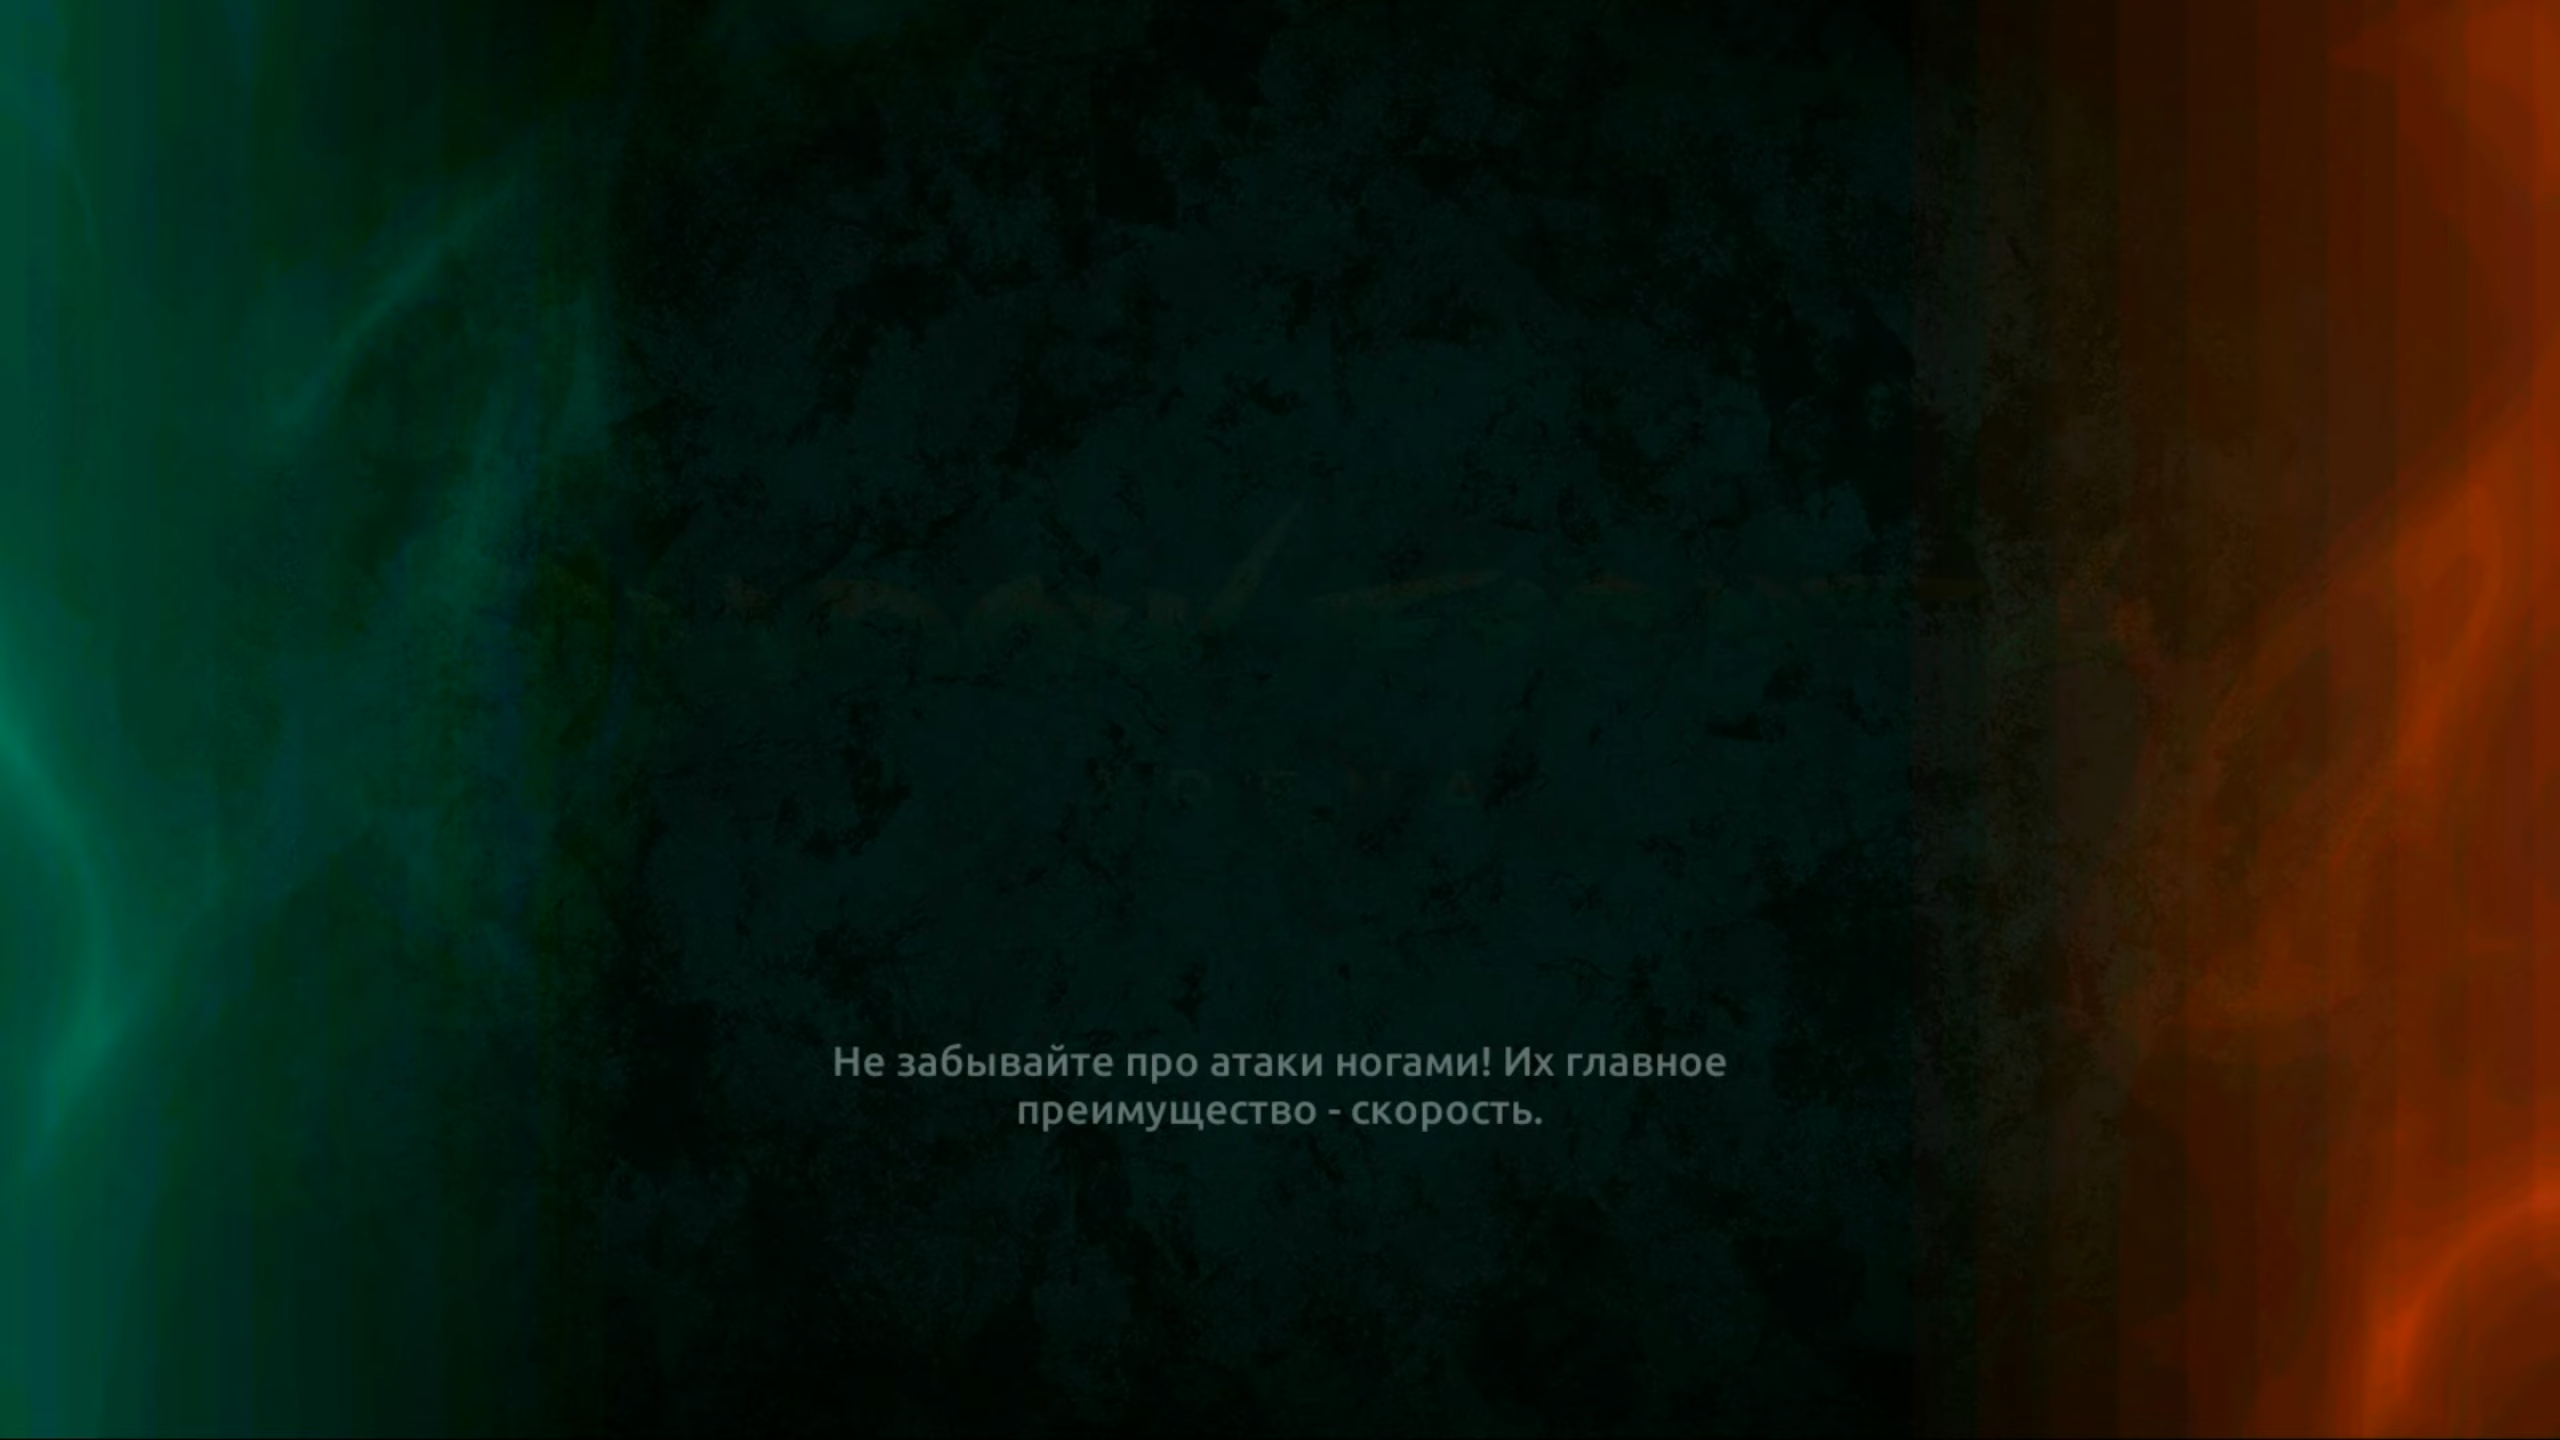 Не забывайте про атаки ногами! Их главное
преимущество - скорость.